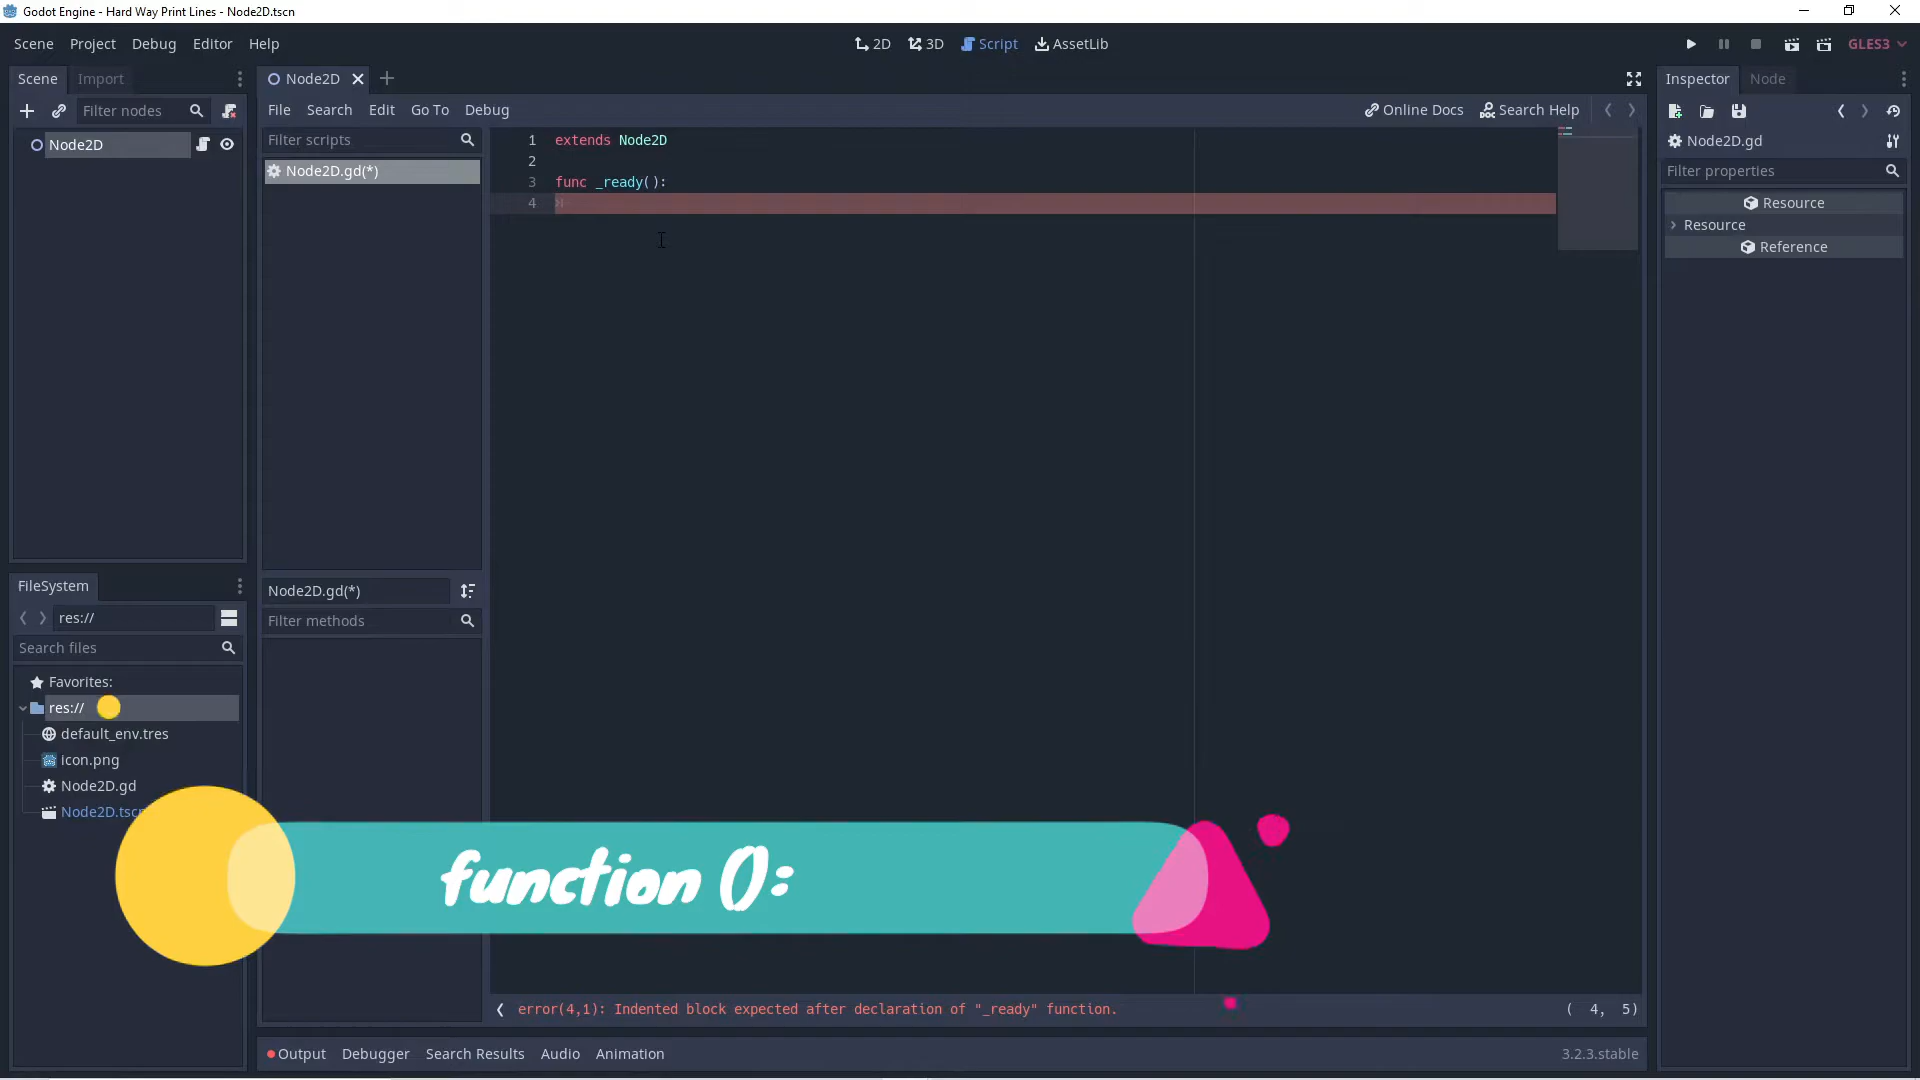 Godot Engine - Hard Way Print Lines - Node2D.tscn
Scene Project Debug Editor Help
2D 3D Script AssetLib
GLES3
Scene Import
Node2D
Inspector Node
Filter nodes
File Search Edit Go To Debug
Online Docs Search Help
Node2D
Filter scripts
Node2D.gd(*)
1 extends Node2D
2
3 func _ready():
4
Node2D.gd
Filter properties
Resource
Resource
Reference
Node2D.gd(*)
Filter methods
FileSystem
res://
Search files
Favorites:
res://
default_env.tres
icon.png
Node2D.gd
Node2D.tscn
function ():
error(4,1): Indented block expected after declaration of "_ready" function.
( 4, 5)
Output Debugger Search Results Audio Animation
3.2.3.stable